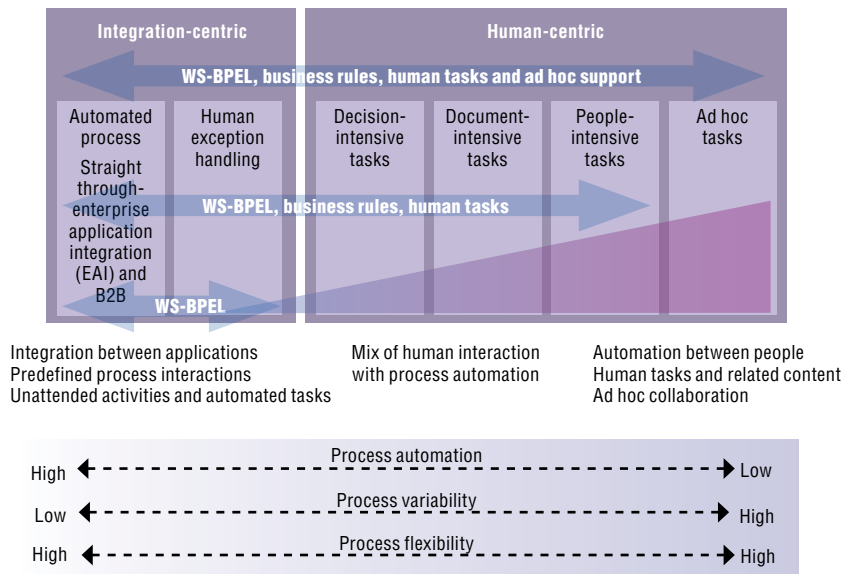 Integration-centric
Human-centric
WS-BPEL, business rules, human tasks and ad hoc support
Automated
process
Straight
through-
enterprise
application
integration
(EAI) and
B2B
Human
exception
handling
Decision-
intensive
tasks
Document-
intensive
tasks
People-
intensive
tasks
Ad hoc
tasks
WS-BPEL, business rules, human tasks
WS-BPEL
Integration between applications
Predefined process interactions
Unattended activities and automated tasks
Mix of human interaction
with process automation
Automation between people
Human tasks and related content
Ad hoc collaboration
High
Process automation
Low
Low
Process variability
High
High
Process flexibility
High